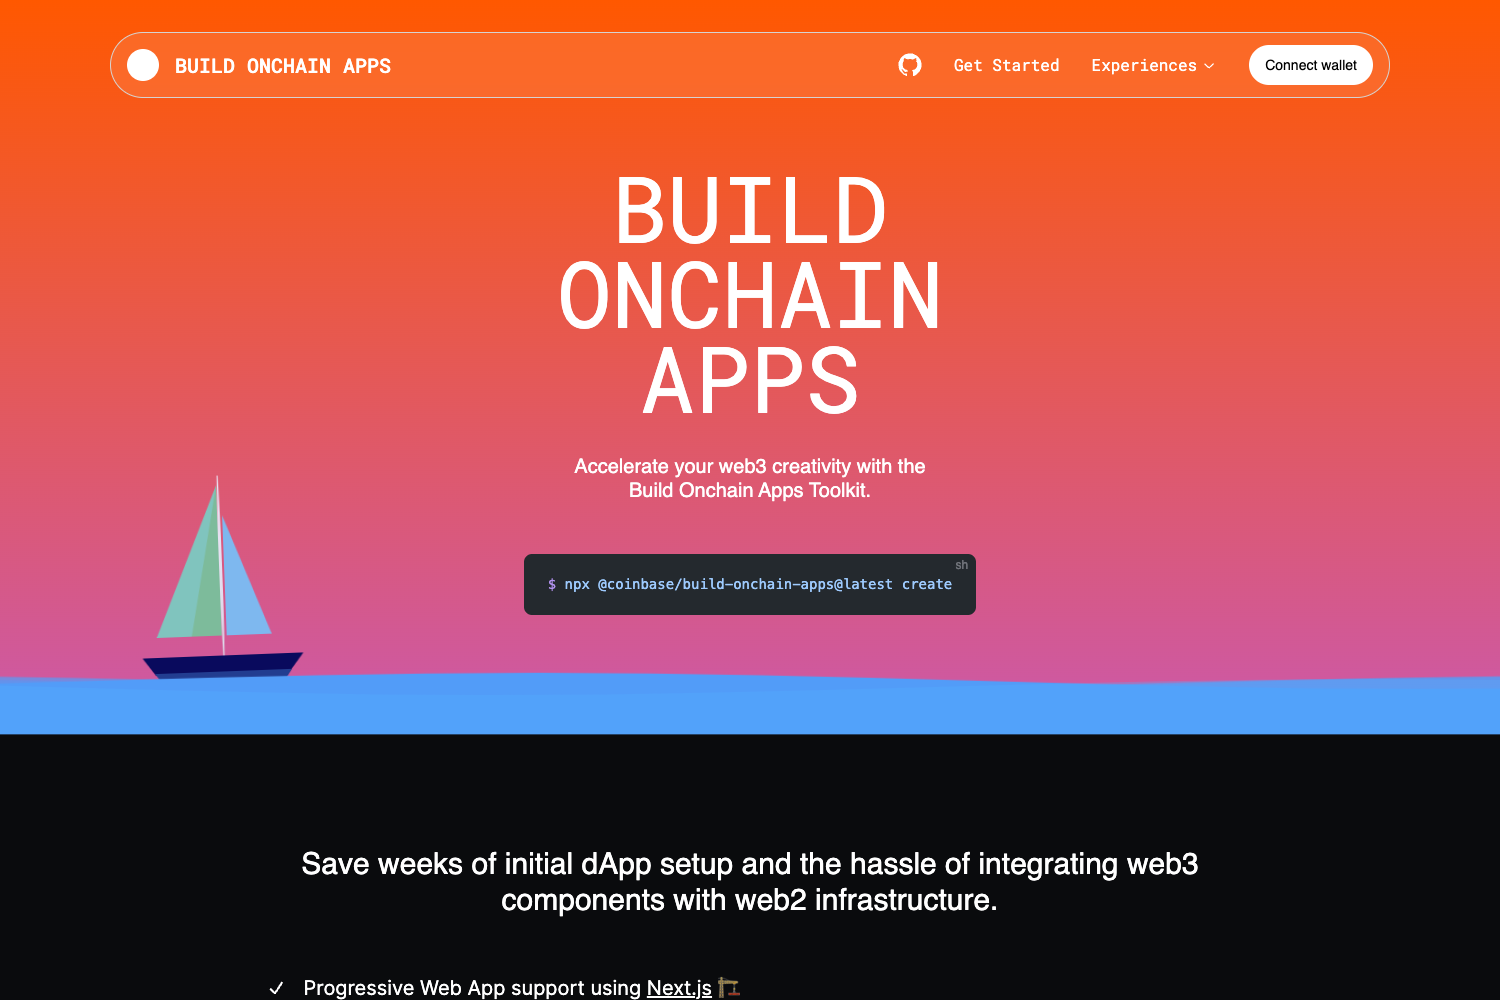 BUILD ONCHAIN APPS
Get Started
Experiences
Connect wallet
BUILD
ONCHAIN
APPS
Accelerate your web3 creativity with the
Build Onchain Apps Toolkit.
sh
$ npx @coinbase/build-onchain-apps@latest create
Save weeks of initial dApp setup and the hassle of integrating web3
components with web2 infrastructure.
Progressive Web App support using Next.js